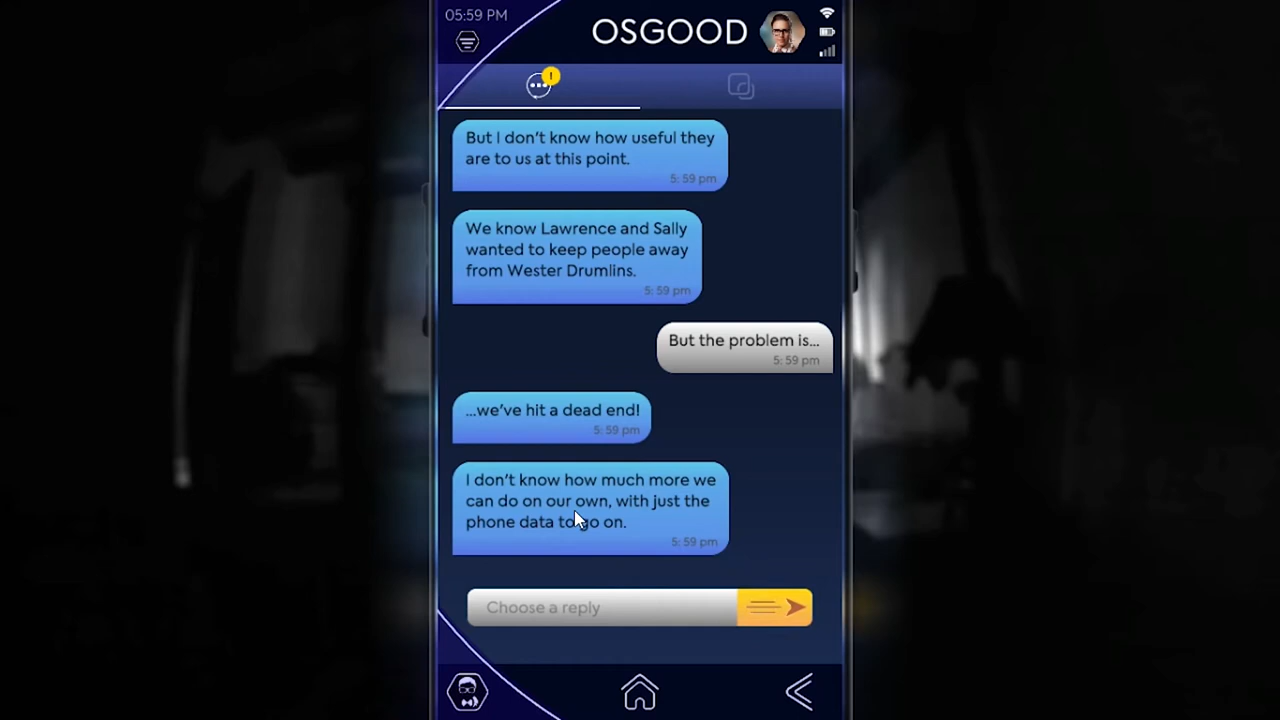 05:59 PM
OSGOOD
!
But I don't know how useful they
are to us at this point.
5: 59 pm
We know Lawrence and Sally
wanted to keep people away
from Wester Drumlins.
5: 59 pm
But the problem is...
5: 59 pm
...we've hit a dead end!
5: 59 pm
I don't know how much more we
can do on our own, with just the
phone data to go on.
5: 59 pm
Choose a reply